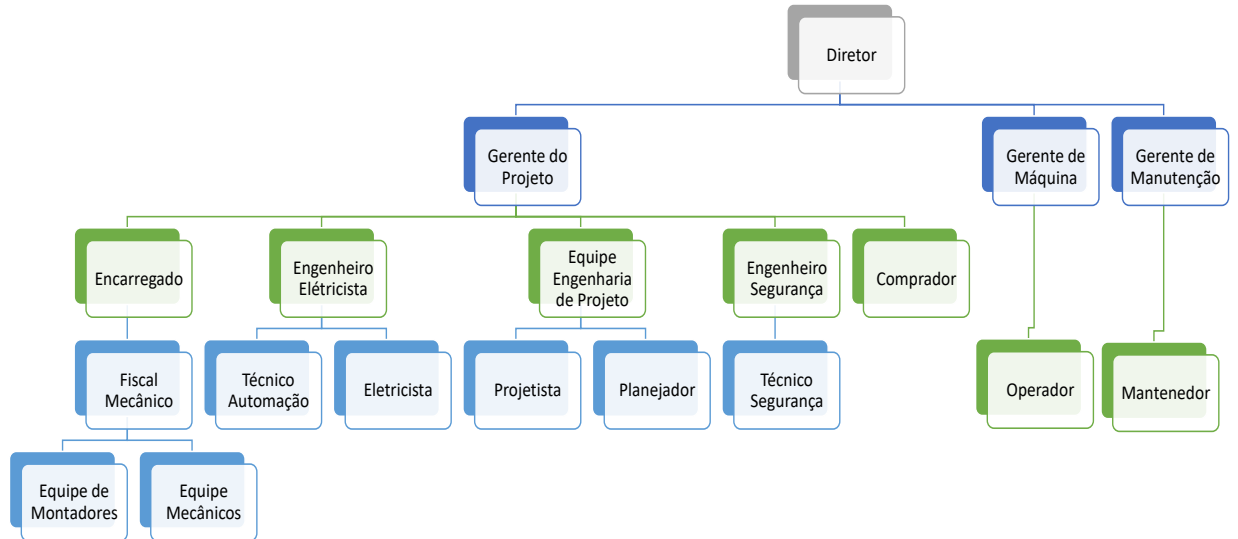 Diretor
Gerente do
Projeto
Gerente de
Máquina
Gerente de
Manutenção
Encarregado
Engenheiro
Elétricista
Equipe
Engenharia
de Projeto
Engenheiro
Segurança
Comprador
Fiscal
Mecânico
Técnico
Automação
Eletricista
Projetista
Planejador
Técnico
Segurança
Operador
Mantenedor
Equipe de
Montadores
Equipe
Mecânicos